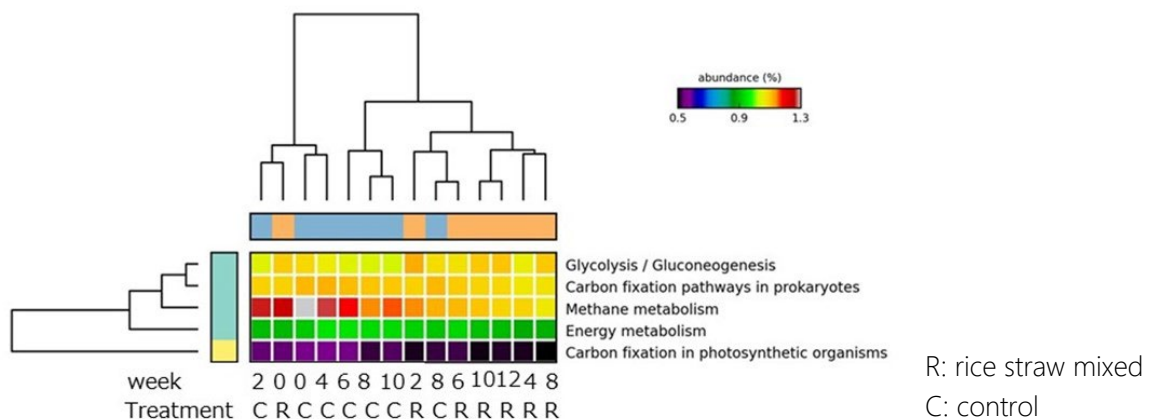 abundance (%)
0.5 0.9 1.3
Glycolysis / Gluconeogenesis
Carbon fixation pathways in prokaryotes
Methane metabolism
Energy metabolism
Carbon fixation in photosynthetic organisms
week 2 0 0 4 6 8 10 2 8 6 10 12 4 8
Treatment C R C C C C C R C R R R R R
R: rice straw mixed
C: control